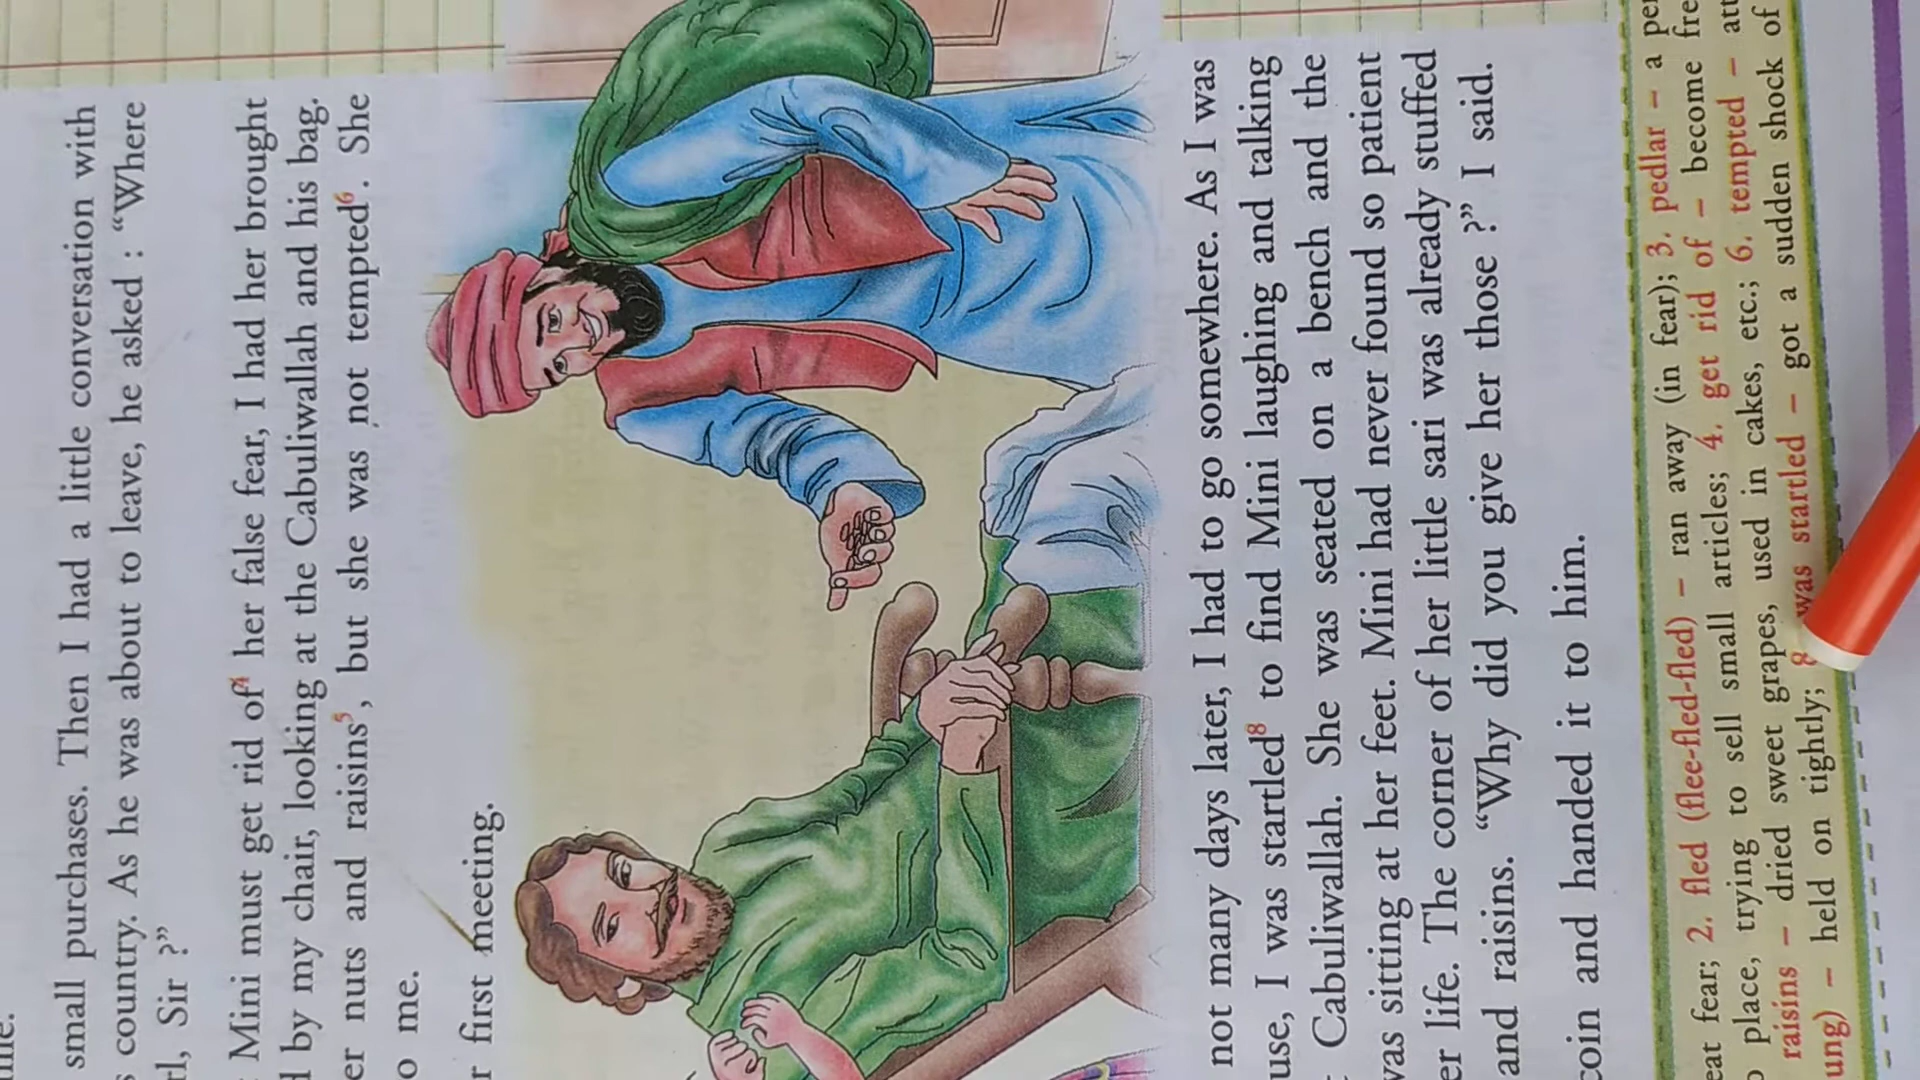 small purchases. Then I had a little conversation with
country. As he was about to leave, he asked : “Where
Sir ?”
Mini must get rid of⁴ her false fear, I had her brought
by my chair, looking at the Cabuliwallah and his bag.
nuts and raisins⁵, but she was not tempted⁶. She
o me.
first meeting.
not many days later, I had to go somewhere. As I was
use, I was startled⁸ to find Mini laughing and talking
Cabuliwallah. She was seated on a bench and the
was sitting at her feet. Mini had never found so patient
er life. The corner of her little sari was already stuffed
and raisins. “Why did you give her those ?” I said.
coin and handed it to him.
eat fear; 2. fled (flee-fled-fled) – ran away (in fear); 3. pedlar – a
place, trying to sell small articles; 4. get rid of – become
raisins – dried sweet grapes, used in cakes, etc.; 6. tempted –
ung) – held on tightly; 8. was startled – got a sudden shock of